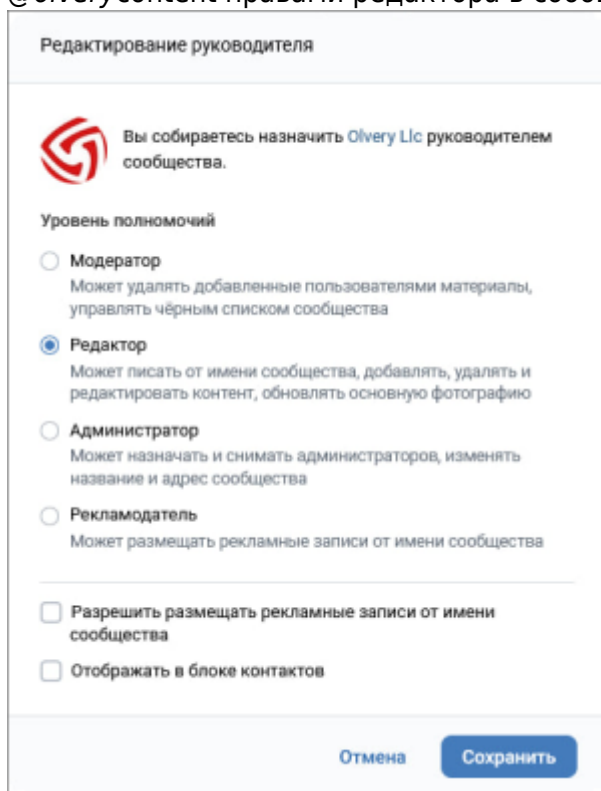 Редактирование руководителя
Вы собираетесь назначить Olvery Llc руководителем
сообщества.
Уровень полномочий
Модератор
Может удалять добавленные пользователями материалы,
управлять чёрным списком сообщества
Редактор
Может писать от имени сообщества, добавлять, удалять и
редактировать контент, обновлять основную фотографию
Администратор
Может назначать и снимать администраторов, изменять
название и адрес сообщества
Рекламодатель
Может размещать рекламные записи от имени сообщества
Разрешить размещать рекламные записи от имени
сообщества
Отображать в блоке контактов
Отмена Сохранить